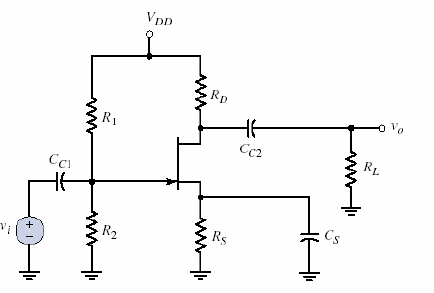 V_DD
R_D
R_1
C_C1
C_C2
v_o
R_L
v_i
+
−
R_2
R_S
C_S